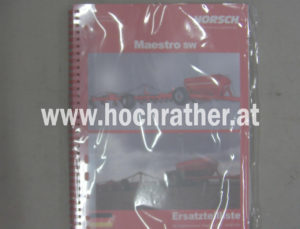 HORSCH
Maestro sw
www.hochrather.at
Ersatzteilliste